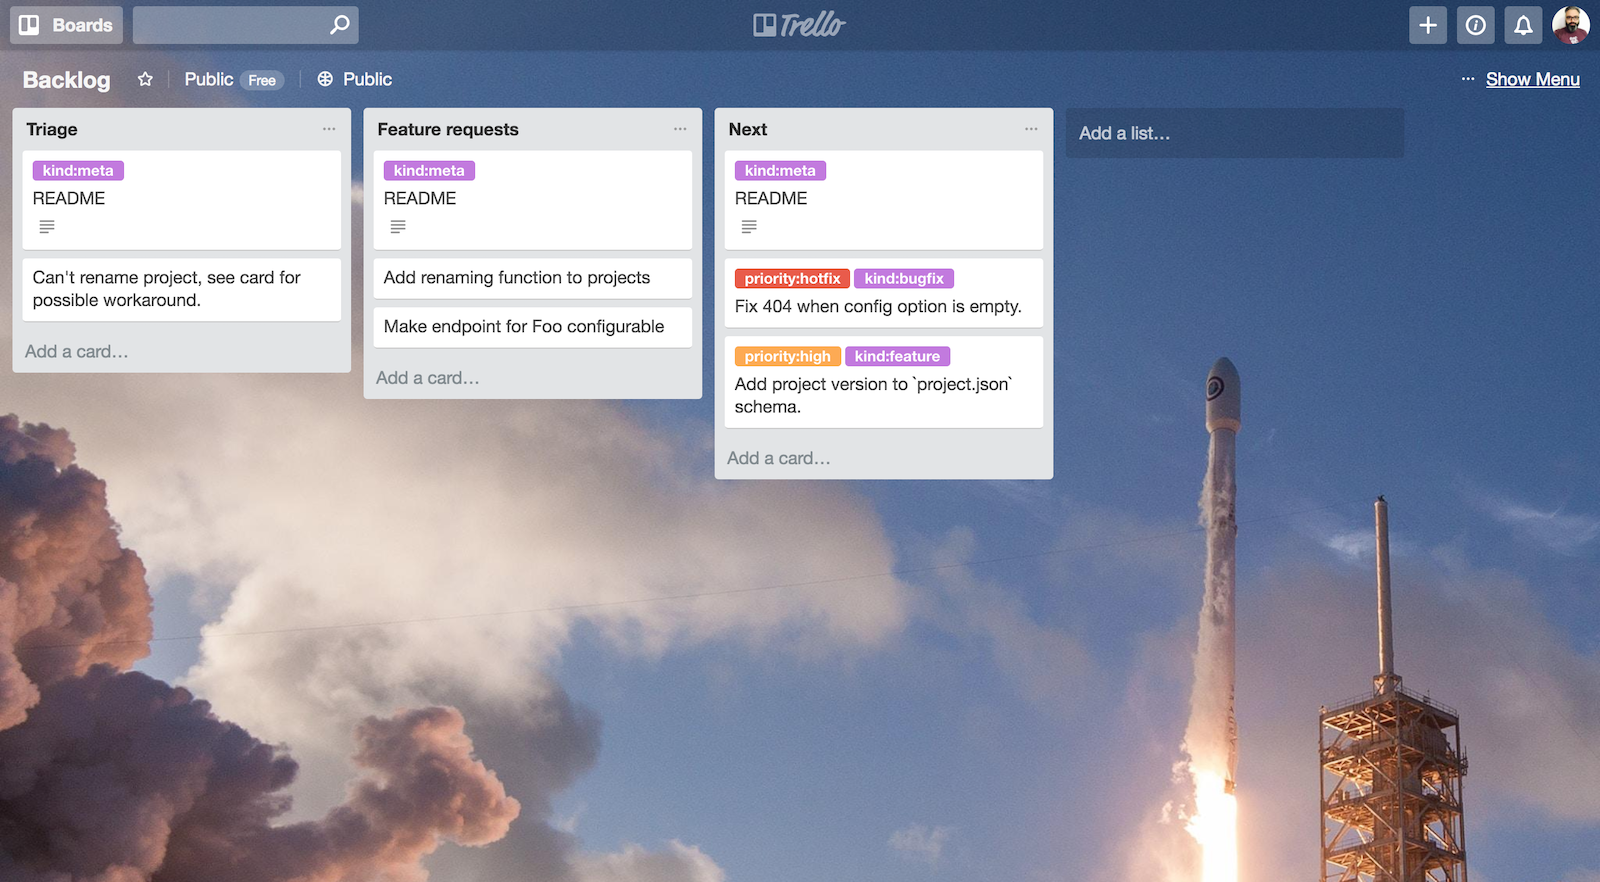 Boards
Trello
Backlog
Public Free
Public
... Show Menu
Triage
kind:meta
README
Can't rename project, see card for
possible workaround.
Add a card…
Feature requests
kind:meta
README
Add renaming function to projects
Make endpoint for Foo configurable
Add a card…
Next
kind:meta
README
priority:hotfix kind:bugfix
Fix 404 when config option is empty.
priority:high kind:feature
Add project version to `project.json`
schema.
Add a card…
Add a list…